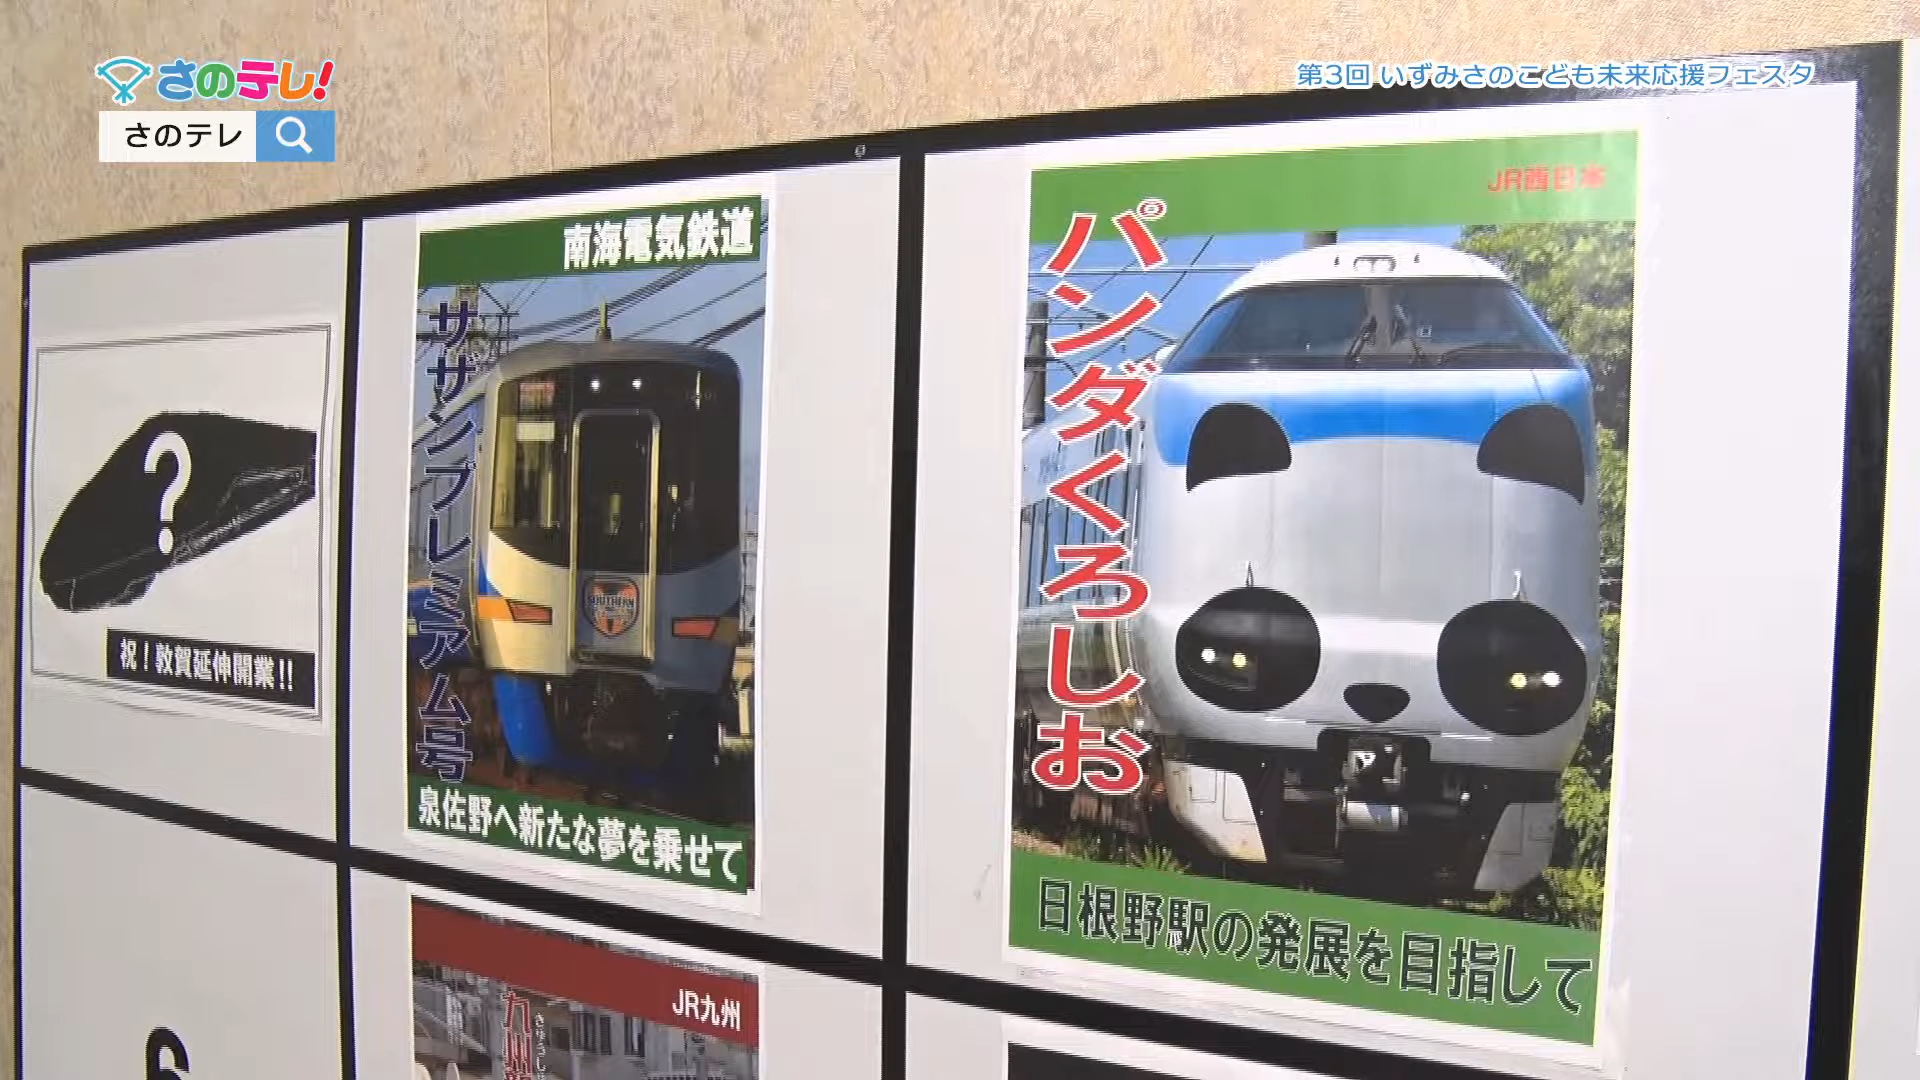 さのテレ!
さのテレ
第3回 いずみさのこども未来応援フェスタ
?
祝!敦賀延伸開業!!
南海電気鉄道
サザンプレミアム号
SOUTHERN
泉佐野へ新たな夢を乗せて
JR西日本
パンダくろしお
日根野駅の発展を目指して
JR九州
九州
6